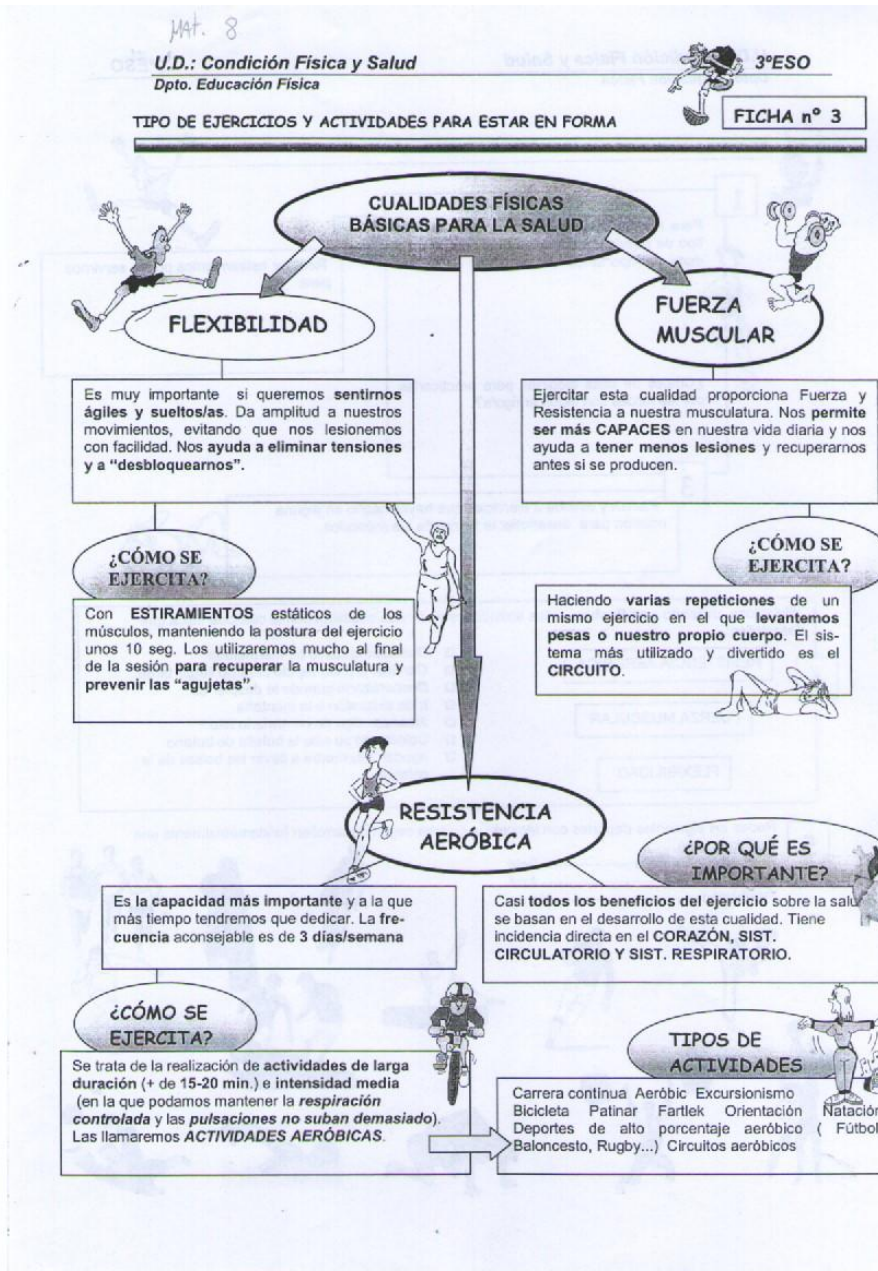 MAT. 8
U.D.: Condición Física y Salud
3ºESO
Dpto. Educación Física
FICHA nº 3
TIPO DE EJERCICIOS Y ACTIVIDADES PARA ESTAR EN FORMA
CUALIDADES FÍSICAS
BÁSICAS PARA LA SALUD
FLEXIBILIDAD
FUERZA
MUSCULAR
Es muy importante si queremos sentirnos
ágiles y sueltos/as. Da amplitud a nuestros
movimientos, evitando que nos lesionemos
con facilidad. Nos ayuda a eliminar tensiones
y a “desbloquearnos”.
Ejercitar esta cualidad proporciona Fuerza y
Resistencia a nuestra musculatura. Nos permite
ser más CAPACES en nuestra vida diaria y nos
ayuda a tener menos lesiones y recuperarnos
antes si se producen.
¿CÓMO SE
EJERCITA?
Con ESTIRAMIENTOS estáticos de los
músculos, manteniendo la postura del ejercicio
unos 10 seg. Los utilizaremos mucho al final
de la sesión para recuperar la musculatura y
prevenir las “agujetas”.
¿CÓMO SE
EJERCITA?
Haciendo varias repeticiones de un
mismo ejercicio en el que levantemos
pesas o nuestro propio cuerpo. El sis-
tema más utilizado y divertido es el
CIRCUITO.
RESISTENCIA
AERÓBICA
Es la capacidad más importante y a la que
más tiempo tendremos que dedicar. La fre-
cuencia aconsejable es de 3 días/semana
¿POR QUÉ ES
IMPORTANTE?
Casi todos los beneficios del ejercicio sobre la salu
se basan en el desarrollo de esta cualidad. Tiene
incidencia directa en el CORAZÓN, SIST.
CIRCULATORIO Y SIST. RESPIRATORIO.
¿CÓMO SE
EJERCITA?
Se trata de la realización de actividades de larga
duración (+ de 15-20 min.) e intensidad media
(en la que podamos mantener la respiración
controlada y las pulsaciones no suban demasiado).
Las llamaremos ACTIVIDADES AERÓBICAS.
TIPOS DE
ACTIVIDADES
Carrera continua Aeróbic Excursionismo
Bicicleta Patinar Fartlek Orientación Natación
Deportes de alto porcentaje aeróbico ( Fútbol
Baloncesto, Rugby...) Circuitos aeróbicos